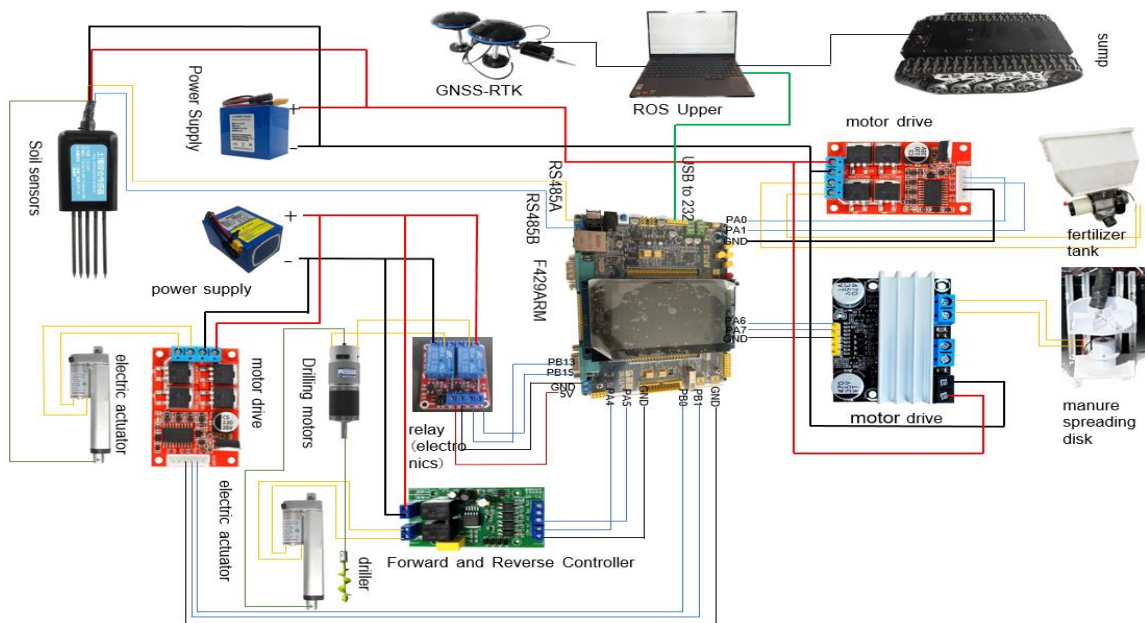 GNSS-RTK
ROS Upper
sump
Power Supply
+
−
Soil sensors
motor drive
RS485A
RS485B
USB to 232
PA0
PA1
GND
fertilizer
tank
power supply
+
−
F429ARM
PA6
PA7
GND
electric actuator
motor drive
Drilling motors
PB13
PB15
GND
5V
PA4
PA5
GND
PB0
PB1
GND
relay
(electro
nics)
motor drive
manure
spreading
disk
electric
actuator
driller
Forward and Reverse Controller